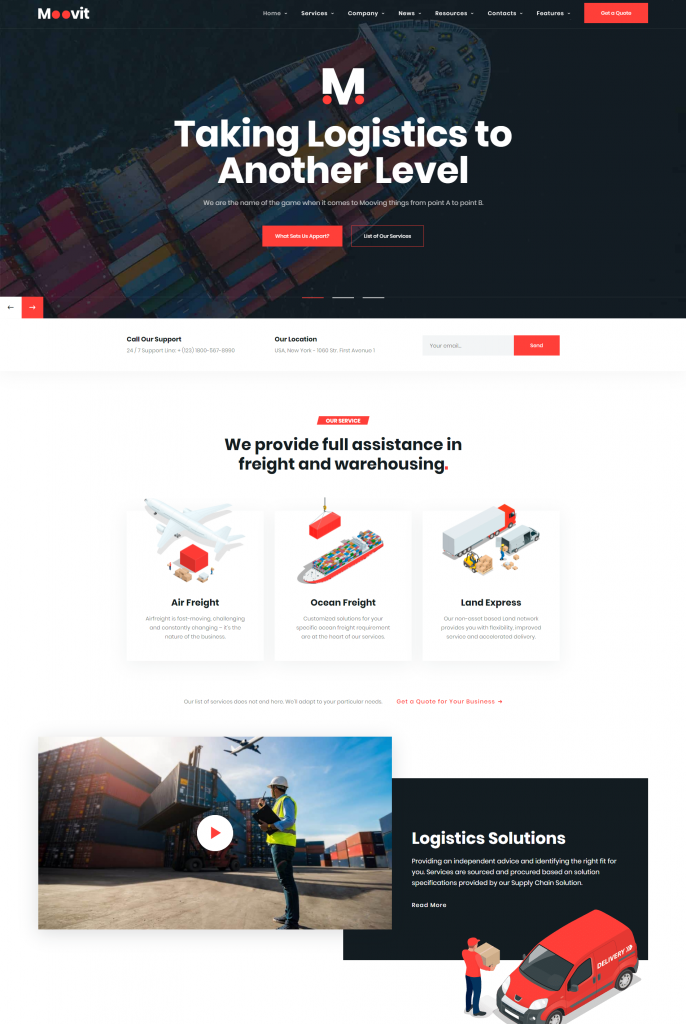 Moovit
Home Services Company News Resources Contacts Features Get a Quote
M
Taking Logistics to
Another Level
We are the name of the game when it comes to Mooving things from point A to point B.
What Sets Us Appart? List of Our Services
Call Our Support
24 / 7 Support Line: + (123) 1800-567-8990
Our Location
USA, New York - 1060 Str. First Avenue 1
Your email... Send
OUR SERVICE
We provide full assistance in
freight and warehousing.
Air Freight
Airfreight is fast-moving, challenging
and constantly changing – it's the
nature of the business.
Ocean Freight
Customized solutions for your
specific ocean freight requirement
are at the heart of our services.
Land Express
Our non-asset based Land network
provides you with flexibility, improved
service and accelerated delivery.
Our list of services does not end here. We'll adapt to your particular needs. Get a Quote for Your Business →
Logistics Solutions
Providing an independent advice and identifying the right fit for
you. Services are sourced and procured based on solution
specifications provided by our Supply Chain Solution.
Read More
DELIVERY